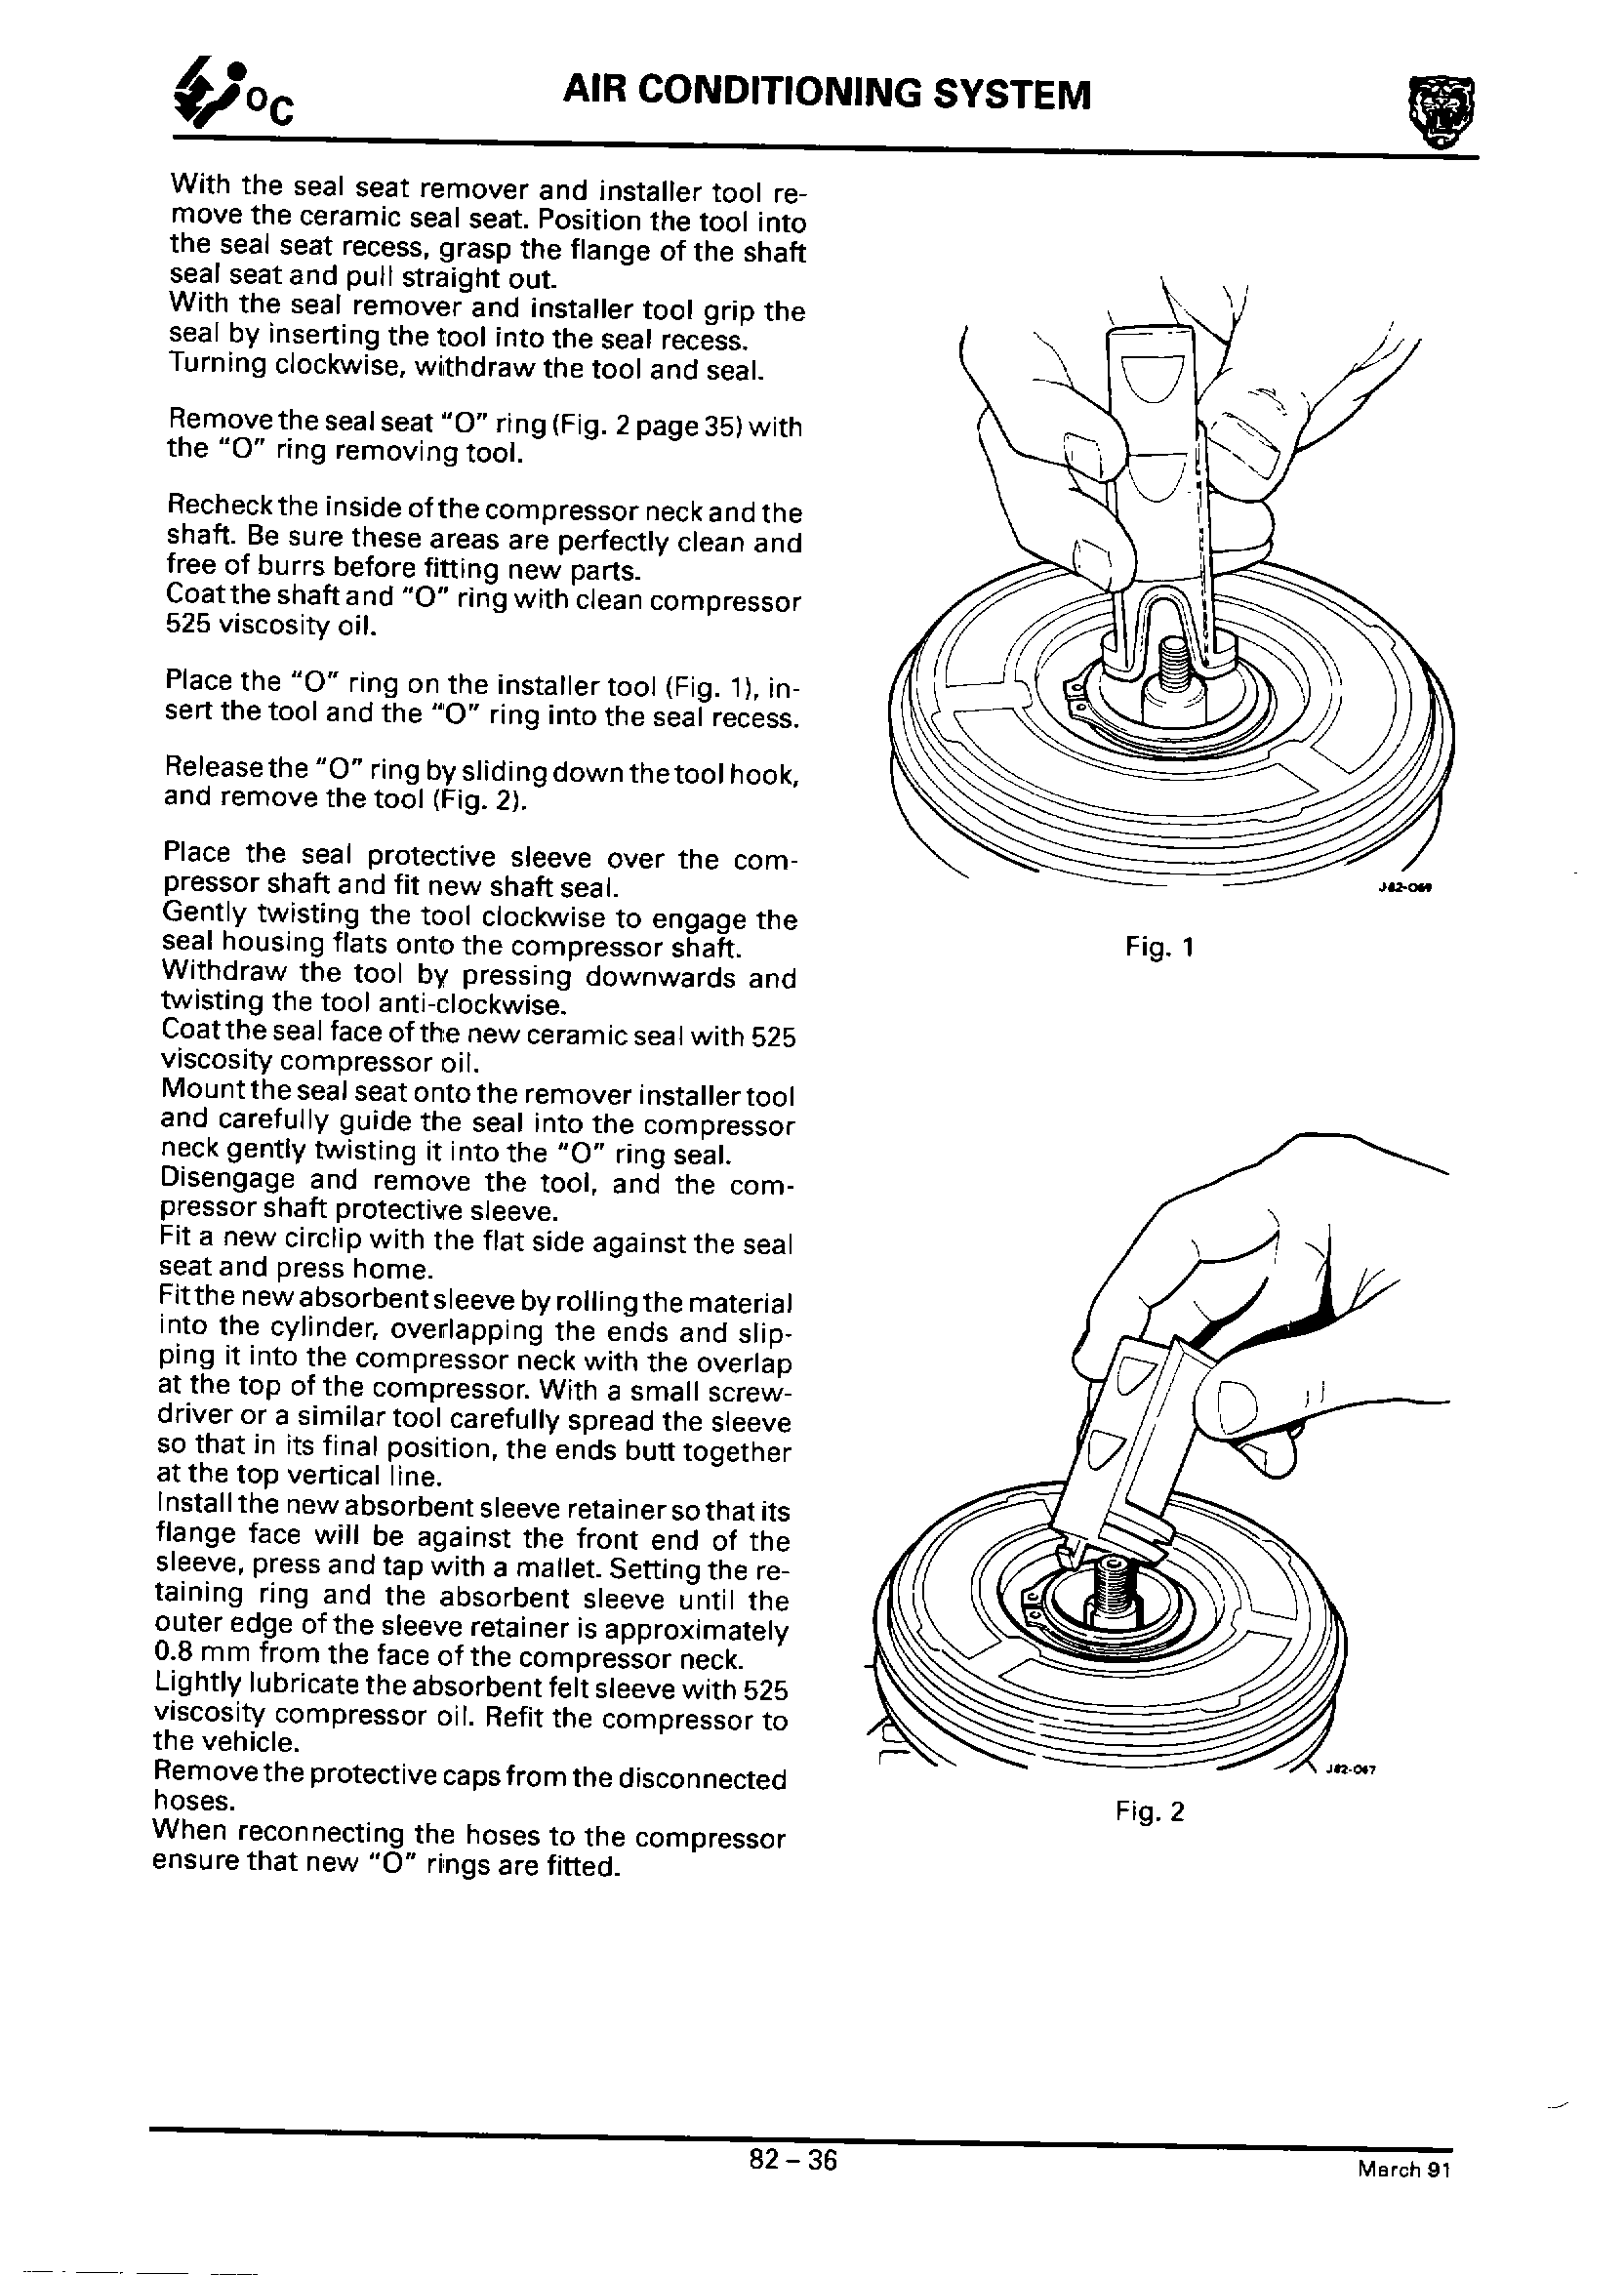 °C
AIR CONDITIONING SYSTEM
With the seal seat remover and installer tool re-
move the ceramic seal seat. Position the tool into
the seal seat recess, grasp the flange of the shaft
seal seat and pull straight out.
With the seal remover and installer tool grip the
seal by inserting the tool into the seal recess.
Turning clockwise, withdraw the tool and seal.
Remove the seal seat "O" ring (Fig. 2 page 35) with
the "O" ring removing tool.
Recheck the inside of the compressor neck and the
shaft. Be sure these areas are perfectly clean and
free of burrs before fitting new parts.
Coat the shaft and "O" ring with clean compressor
525 viscosity oil.
Place the "O" ring on the installer tool (Fig. 1), in-
sert the tool and the "O" ring into the seal recess.
Release the "O" ring by sliding down the tool hook,
and remove the tool (Fig. 2).
Place the seal protective sleeve over the com-
pressor shaft and fit new shaft seal.
Gently twisting the tool clockwise to engage the
seal housing flats onto the compressor shaft.
Withdraw the tool by pressing downwards and
twisting the tool anti-clockwise.
Coat the seal face of the new ceramic seal with 525
viscosity compressor oil.
Mount the seal seat onto the remover installer tool
and carefully guide the seal into the compressor
neck gently twisting it into the "O" ring seal.
Disengage and remove the tool, and the com-
pressor shaft protective sleeve.
Fit a new circlip with the flat side against the seal
seat and press home.
Fit the new absorbent sleeve by rolling the material
into the cylinder, overlapping the ends and slip-
ping it into the compressor neck with the overlap
at the top of the compressor. With a small screw-
driver or a similar tool carefully spread the sleeve
so that in its final position, the ends butt together
at the top vertical line.
Install the new absorbent sleeve retainer so that its
flange face will be against the front end of the
sleeve, press and tap with a mallet. Setting the re-
taining ring and the absorbent sleeve until the
outer edge of the sleeve retainer is approximately
0.8 mm from the face of the compressor neck.
Lightly lubricate the absorbent felt sleeve with 525
viscosity compressor oil. Refit the compressor to
the vehicle.
Remove the protective caps from the disconnected
hoses.
When reconnecting the hoses to the compressor
ensure that new "O" rings are fitted.
J82-069
Fig. 1
J82-067
Fig. 2
82 – 36
March 91